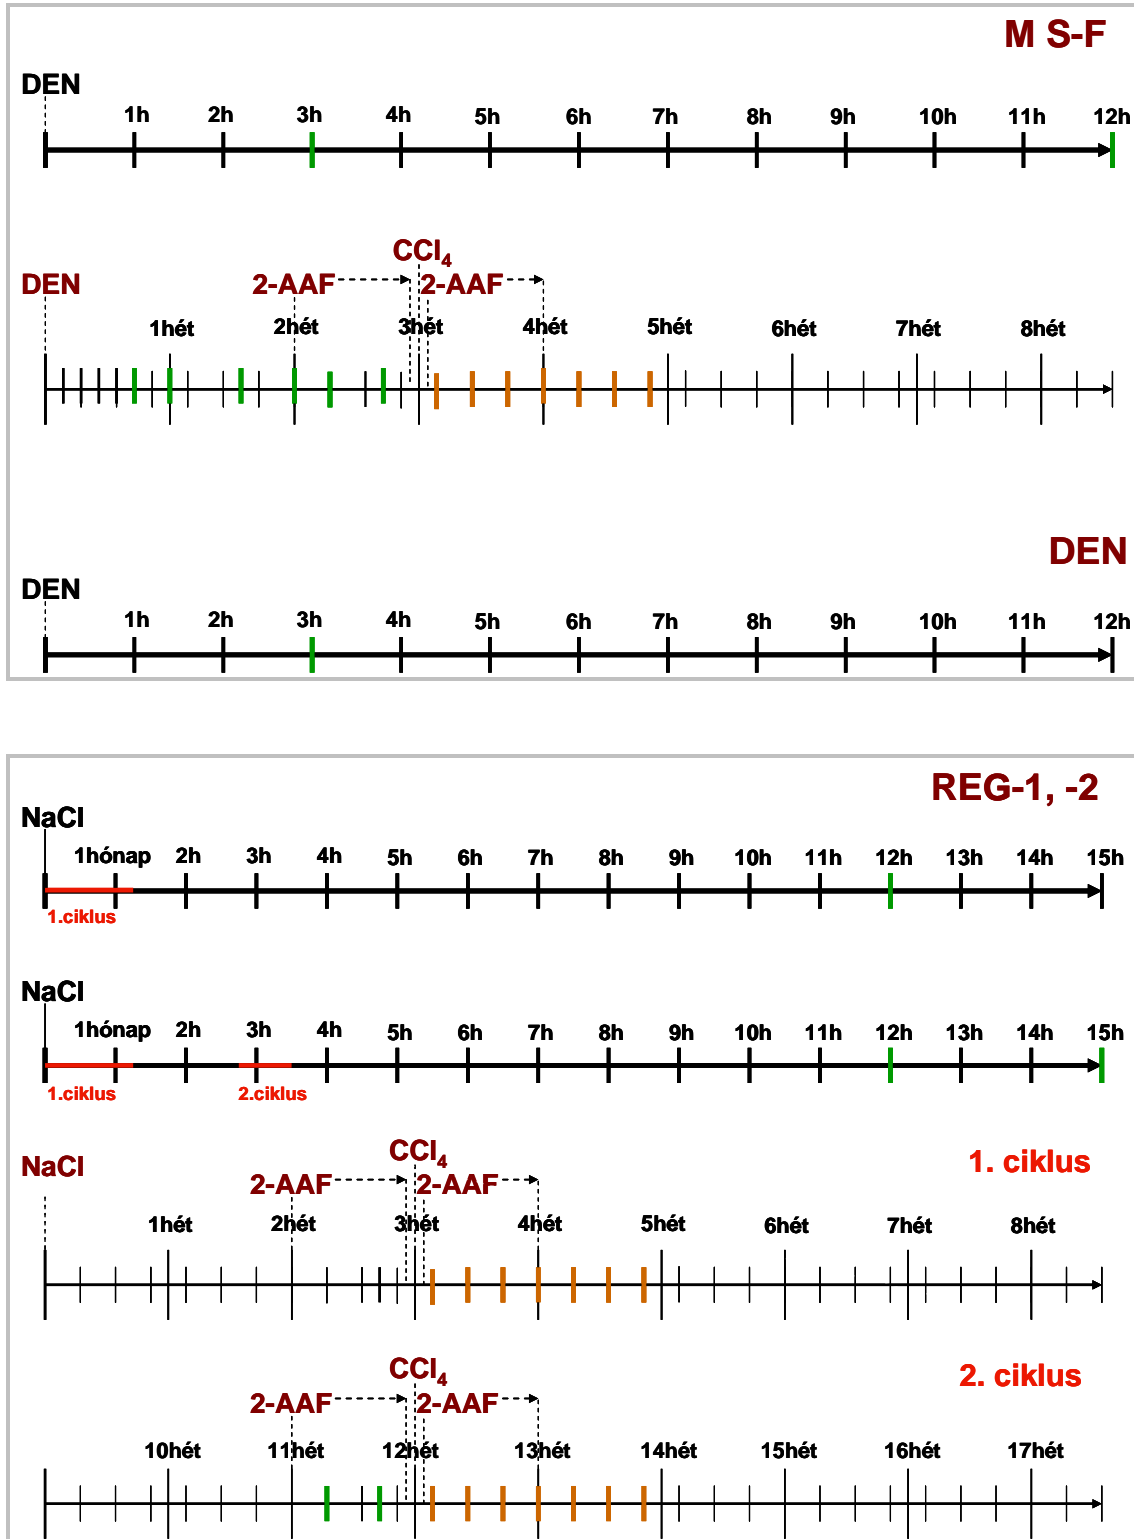 M S-F
DEN
1h 2h 3h 4h 5h 6h 7h 8h 9h 10h 11h 12h
CCl4
DEN 2-AAF 2-AAF
1hét 2hét 3hét 4hét 5hét 6hét 7hét 8hét
DEN
DEN
1h 2h 3h 4h 5h 6h 7h 8h 9h 10h 11h 12h
REG-1, -2
NaCl
1hónap 2h 3h 4h 5h 6h 7h 8h 9h 10h 11h 12h 13h 14h 15h
1.ciklus
NaCl
1hónap 2h 3h 4h 5h 6h 7h 8h 9h 10h 11h 12h 13h 14h 15h
1.ciklus 2.ciklus
CCl4
NaCl 1. ciklus
2-AAF 2-AAF
1hét 2hét 3hét 4hét 5hét 6hét 7hét 8hét
CCl4 2. ciklus
2-AAF 2-AAF
10hét 11hét 12hét 13hét 14hét 15hét 16hét 17hét